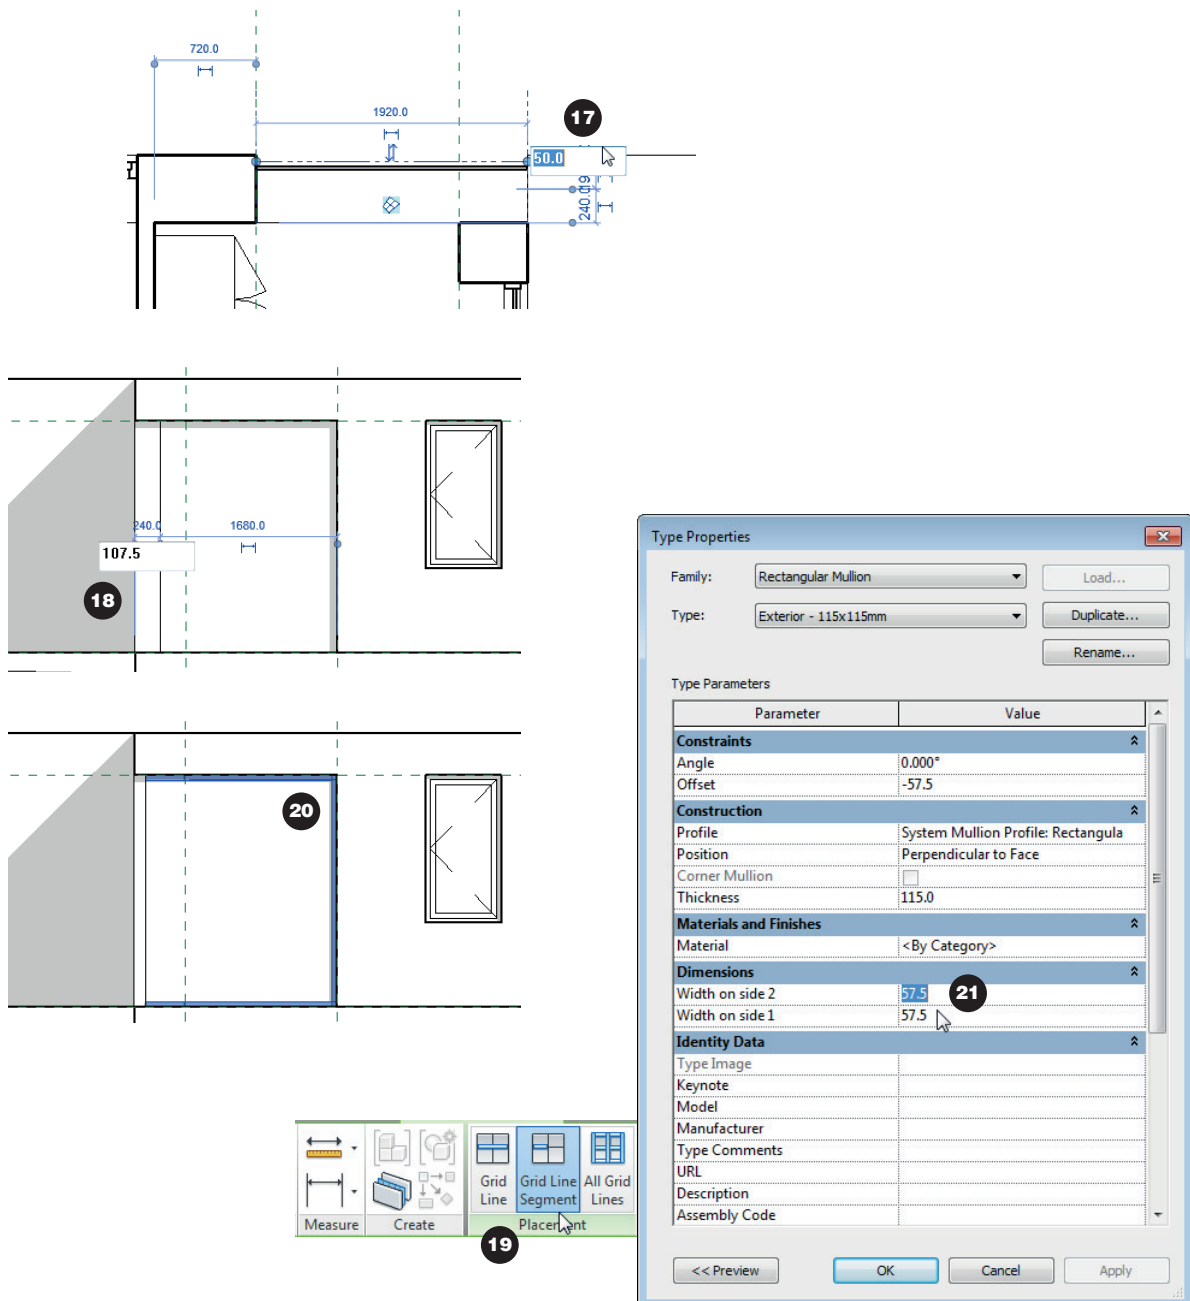 720.0
1920.0
17
50.0
19
240.0
240.0
1680.0
107.5
18
20
Type Properties
Family:
Rectangular Mullion
Load...
Type:
Exterior - 115x115mm
Duplicate...
Rename...
Type Parameters
Parameter
Value
Constraints
Angle
0.000°
Offset
-57.5
Construction
Profile
System Mullion Profile: Rectangula
Position
Perpendicular to Face
Corner Mullion
Thickness
115.0
Materials and Finishes
Material
<By Category>
Dimensions
Width on side 2
57.5
21
Width on side 1
57.5
Identity Data
Type Image
Keynote
Model
Manufacturer
Type Comments
URL
Description
Assembly Code
<< Preview
OK
Cancel
Apply
Grid Line
Grid Line Segment
All Grid Lines
Measure
Create
Placement
19